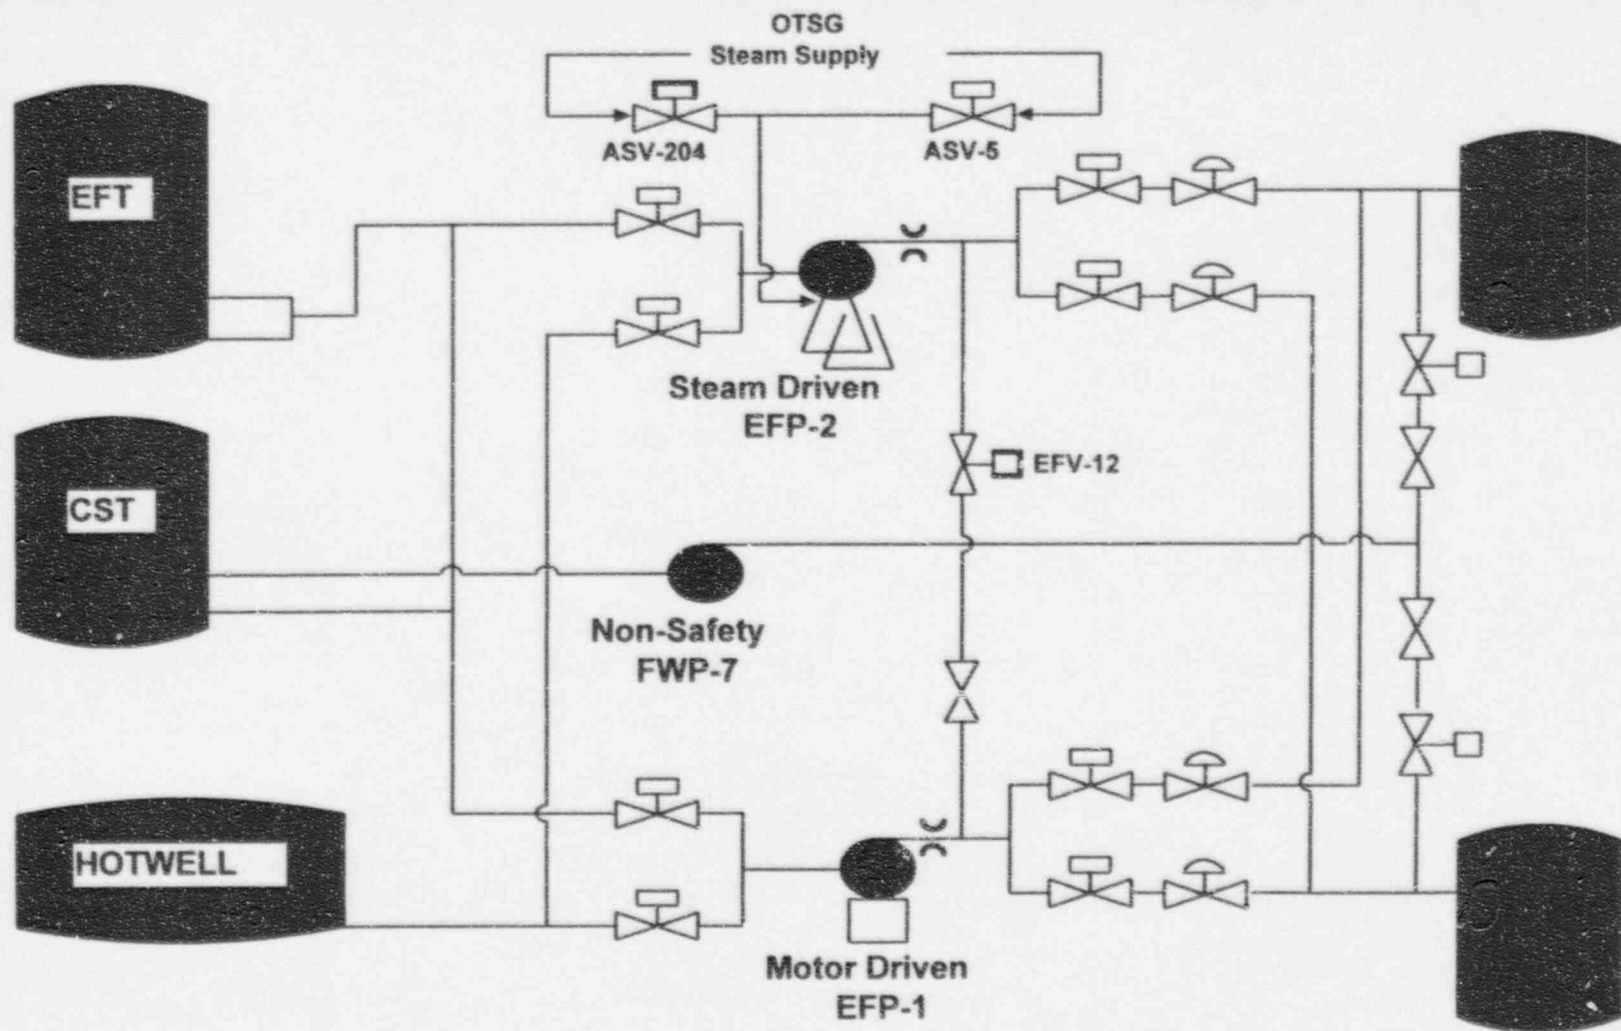 OTSG
Steam Supply
ASV-204
ASV-5
EFT
Steam Driven
EFP-2
EFV-12
CST
Non-Safety
FWP-7
HOTWELL
Motor Driven
EFP-1